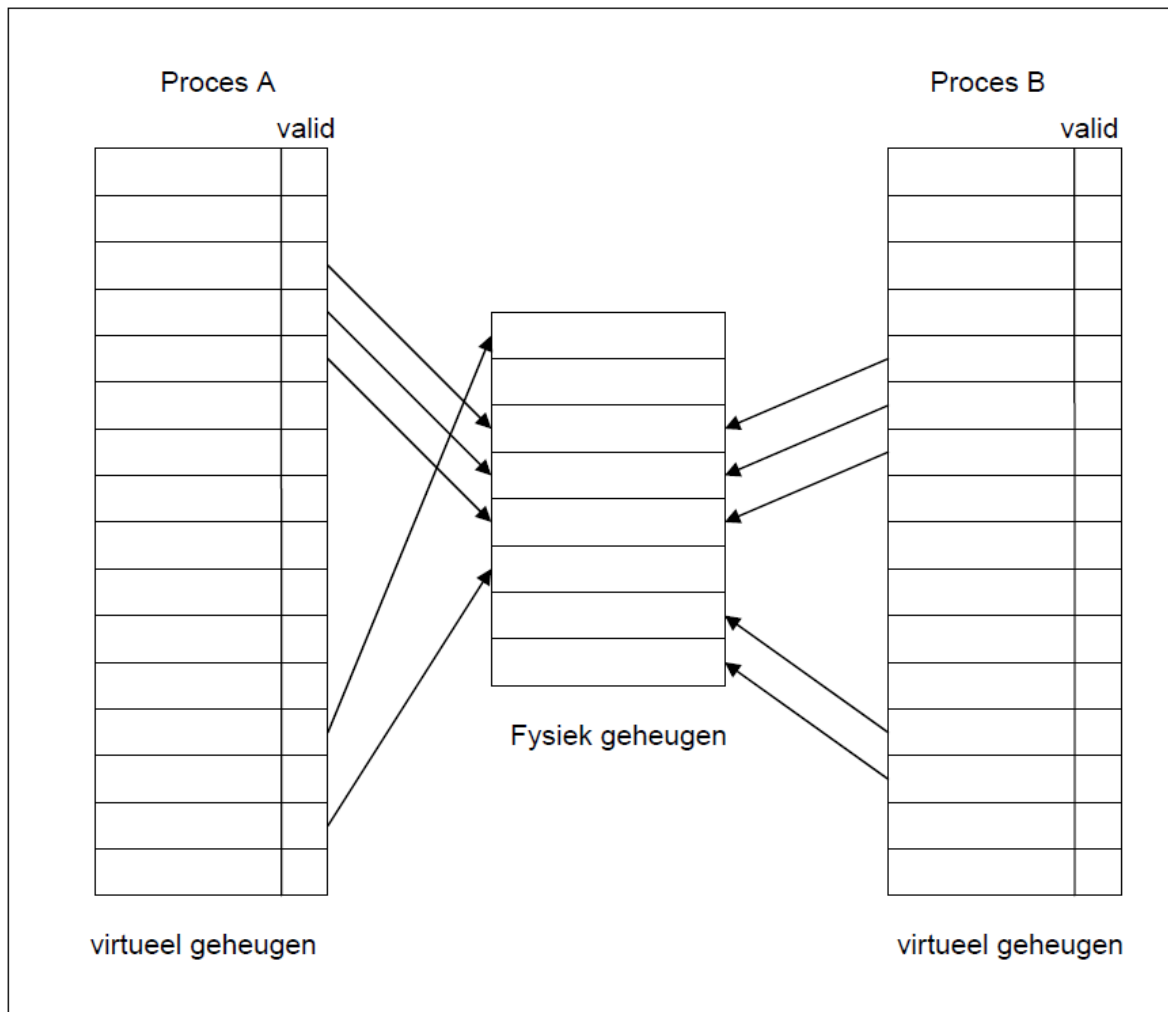 Proces A
Proces B
valid
valid
Fysiek geheugen
virtueel geheugen
virtueel geheugen